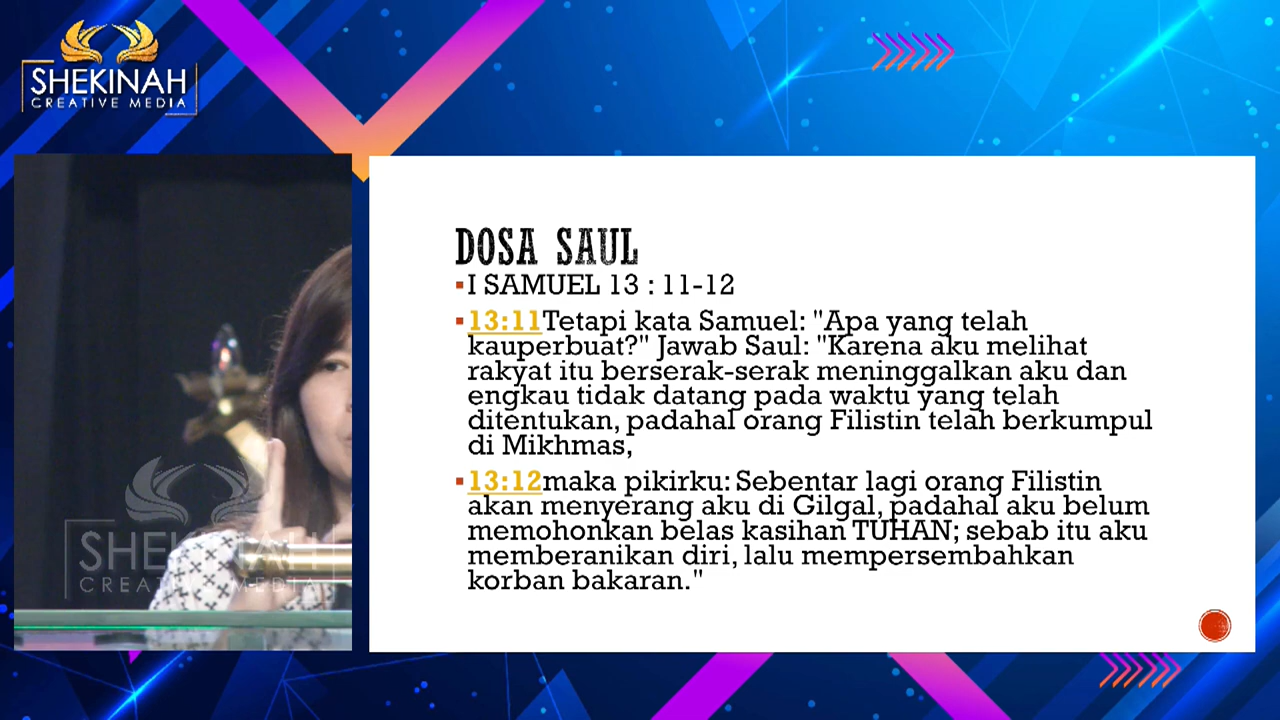 SHEKINAH
CREATIVE MEDIA
DOSA SAUL
I SAMUEL 13 : 11-12
13:11Tetapi kata Samuel: "Apa yang telah
kauperbuat?" Jawab Saul: "Karena aku melihat
rakyat itu berserak-serak meninggalkan aku dan
engkau tidak datang pada waktu yang telah
ditentukan, padahal orang Filistin telah berkumpul
di Mikhmas,
13:12maka pikirku: Sebentar lagi orang Filistin
akan menyerang aku di Gilgal, padahal aku belum
memohonkan belas kasihan TUHAN; sebab itu aku
memberanikan diri, lalu mempersembahkan
korban bakaran."
SHEKINAH
CREATIVE MEDIA